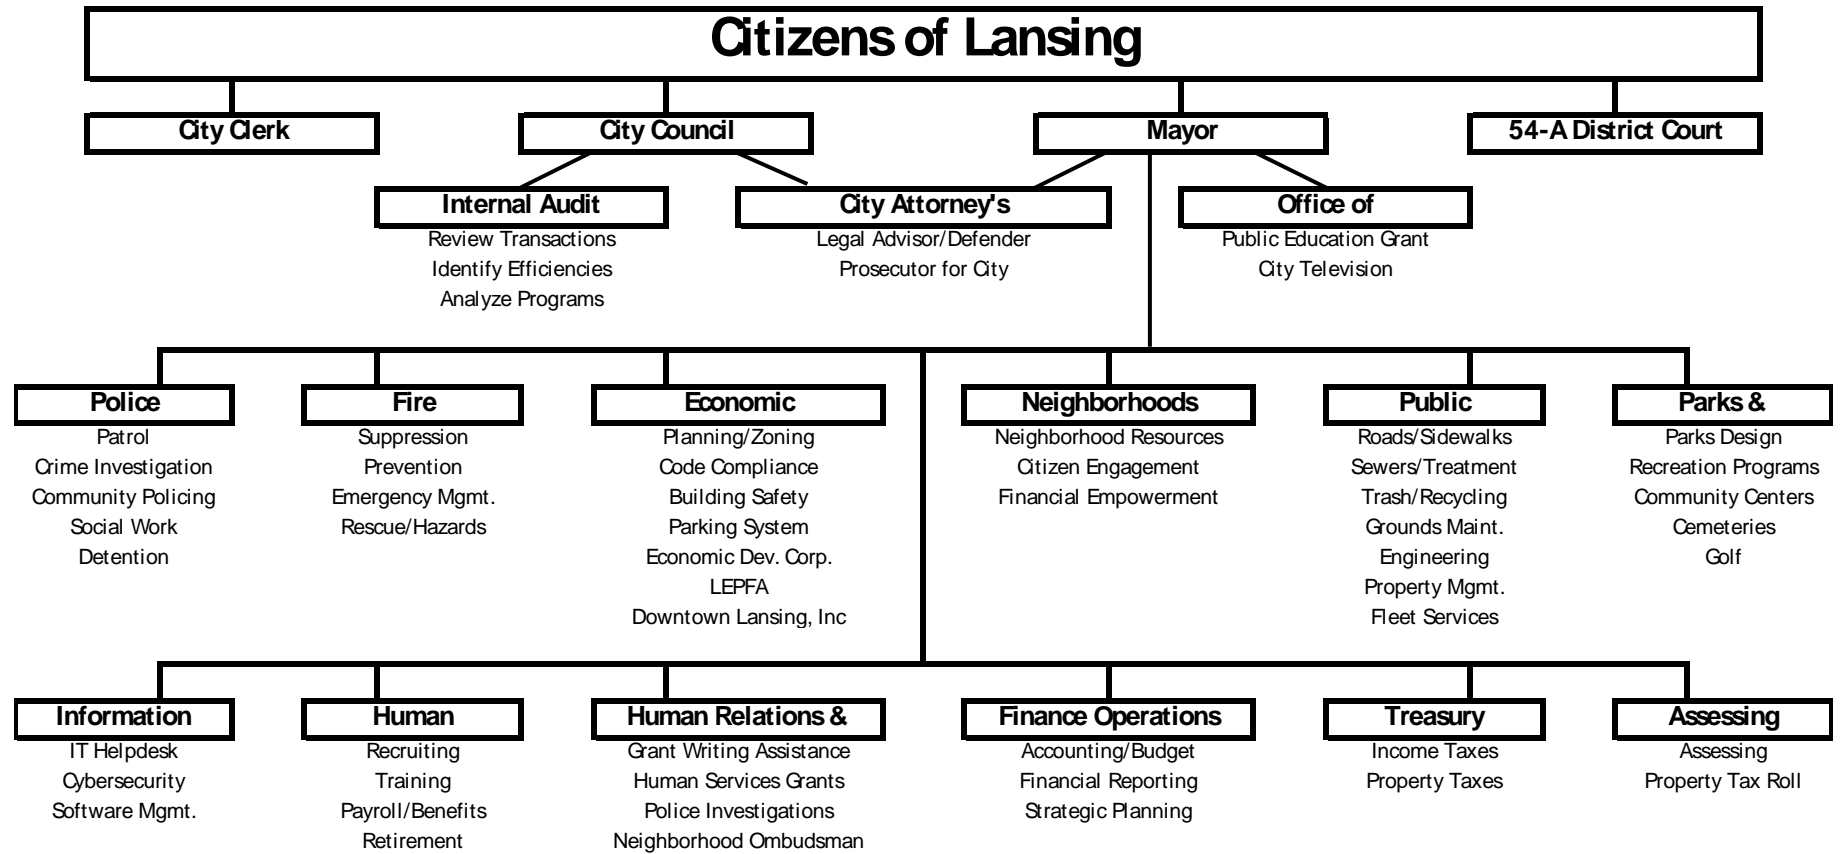 Citizens of Lansing
City Clerk
City Council
Mayor
54-A District Court
Internal Audit
Review Transactions
Identify Efficiencies
Analyze Programs
City Attorney's
Legal Advisor/Defender
Prosecutor for City
Office of
Public Education Grant
City Television
Police
Patrol
Crime Investigation
Community Policing
Social Work
Detention
Fire
Suppression
Prevention
Emergency Mgmt.
Rescue/Hazards
Economic
Planning/Zoning
Code Compliance
Building Safety
Parking System
Economic Dev. Corp.
LEPFA
Downtown Lansing, Inc
Neighborhoods
Neighborhood Resources
Citizen Engagement
Financial Empowerment
Public
Roads/Sidewalks
Sewers/Treatment
Trash/Recycling
Grounds Maint.
Engineering
Property Mgmt.
Fleet Services
Parks &
Parks Design
Recreation Programs
Community Centers
Cemeteries
Golf
Information
IT Helpdesk
Cybersecurity
Software Mgmt.
Human
Recruiting
Training
Payroll/Benefits
Retirement
Human Relations &
Grant Writing Assistance
Human Services Grants
Police Investigations
Neighborhood Ombudsman
Finance Operations
Accounting/Budget
Financial Reporting
Strategic Planning
Treasury
Income Taxes
Property Taxes
Assessing
Assessing
Property Tax Roll